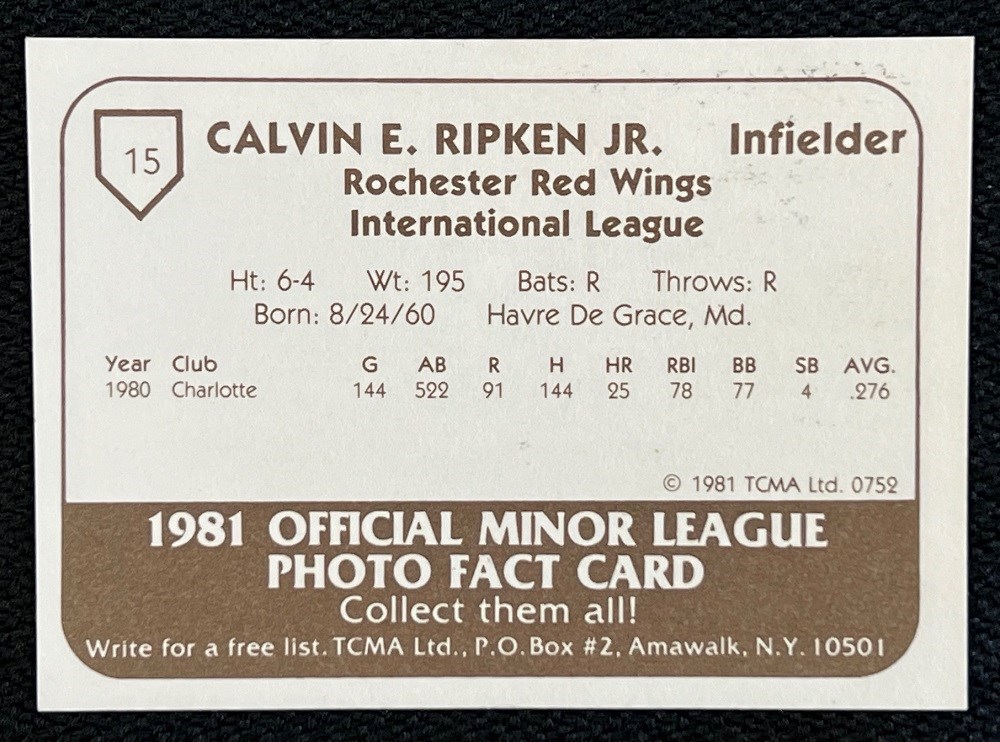 15
CALVIN E. RIPKEN JR. Infielder
Rochester Red Wings
International League
Ht: 6-4 Wt: 195 Bats: R Throws: R
Born: 8/24/60 Havre De Grace, Md.
Year Club G AB R H HR RBI BB SB AVG.
1980 Charlotte 144 522 91 144 25 78 77 4 .276
© 1981 TCMA Ltd. 0752
1981 OFFICIAL MINOR LEAGUE
PHOTO FACT CARD
Collect them all!
Write for a free list. TCMA Ltd., P.O. Box #2, Amawalk, N.Y. 10501